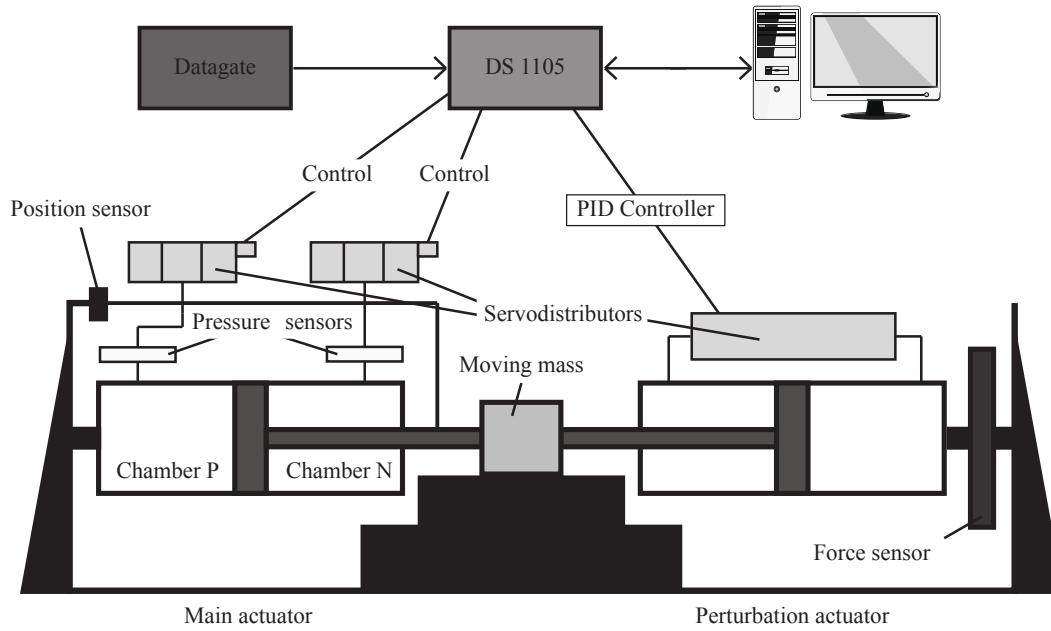 Datagate
DS 1105
Control
Control
PID Controller
Position sensor
Servodistributors
Pressure sensors
Moving mass
Chamber P
Chamber N
Force sensor
Main actuator
Perturbation actuator